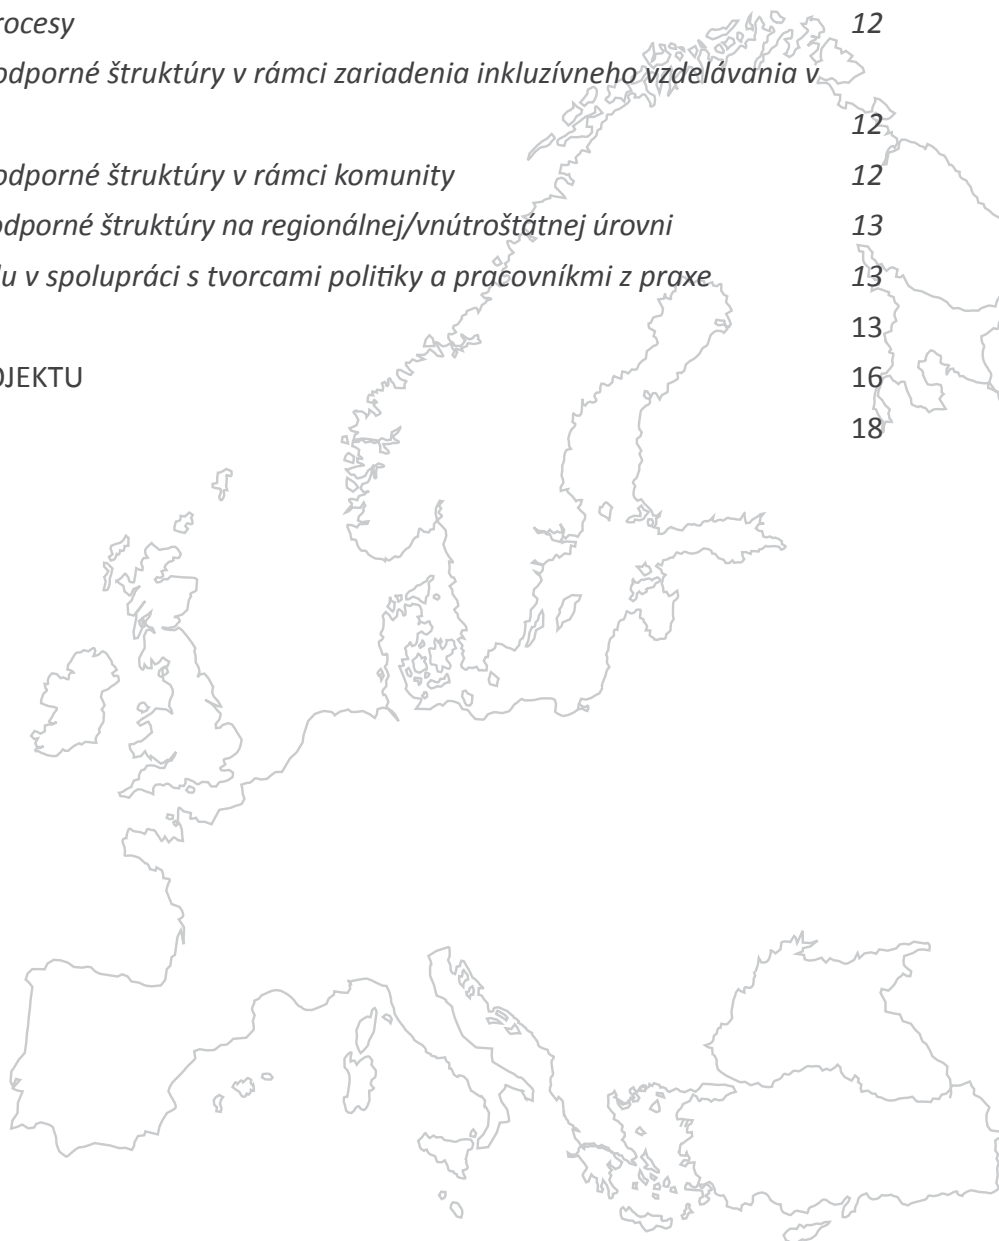 rocesy 12
odporné štruktúry v rámci zariadenia inkluzívneho vzdelávania v
12
odporné štruktúry v rámci komunity 12
odporné štruktúry na regionálnej/vnútroštátnej úrovni 13
lu v spolupráci s tvorcami politiky a pracovníkmi z praxe 13
13
OJEKTU 16
18